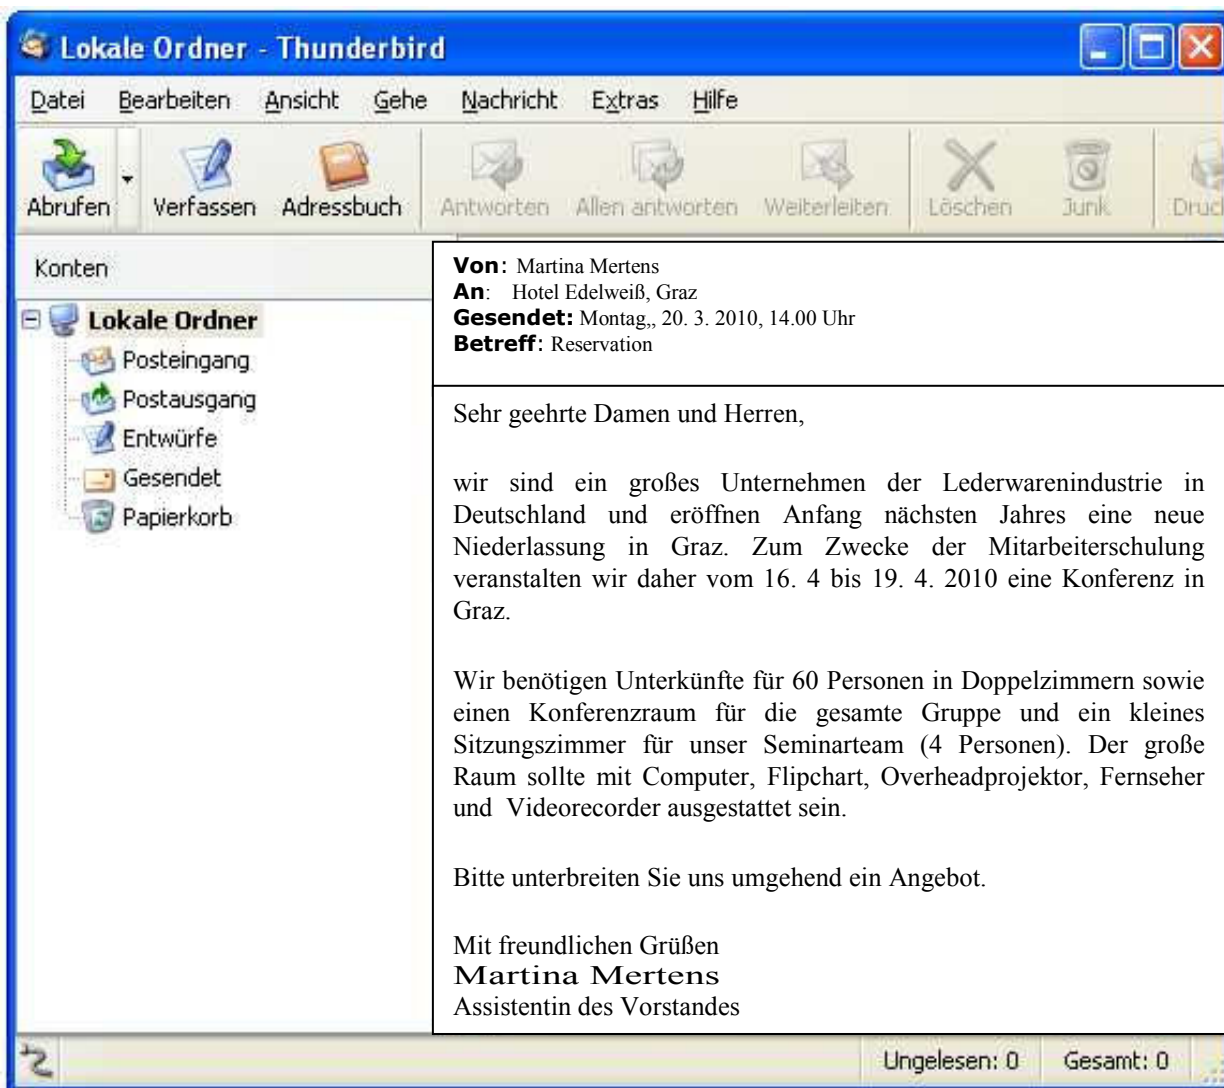 Lokale Ordner - Thunderbird
Datei Bearbeiten Ansicht Gehe Nachricht Extras Hilfe
Abrufen Verfassen Adressbuch Antworten Allen antworten Weiterleiten Löschen Junk Druc
Konten
Lokale Ordner
Posteingang
Postausgang
Entwürfe
Gesendet
Papierkorb
Von: Martina Mertens
An: Hotel Edelweiß, Graz
Gesendet: Montag,, 20. 3. 2010, 14.00 Uhr
Betreff: Reservation
Sehr geehrte Damen und Herren,
wir sind ein großes Unternehmen der Lederwarenindustrie in
Deutschland und eröffnen Anfang nächsten Jahres eine neue
Niederlassung in Graz. Zum Zwecke der Mitarbeiterschulung
veranstalten wir daher vom 16. 4 bis 19. 4. 2010 eine Konferenz in
Graz.
Wir benötigen Unterkünfte für 60 Personen in Doppelzimmern sowie
einen Konferenzraum für die gesamte Gruppe und ein kleines
Sitzungszimmer für unser Seminarteam (4 Personen). Der große
Raum sollte mit Computer, Flipchart, Overheadprojektor, Fernseher
und Videorecorder ausgestattet sein.
Bitte unterbreiten Sie uns umgehend ein Angebot.
Mit freundlichen Grüßen
Martina Mertens
Assistentin des Vorstandes
Ungelesen: 0 Gesamt: 0